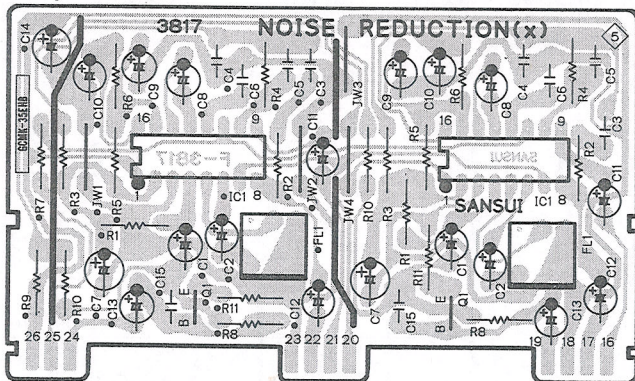 3817 NOISE REDUCTION(x)
5
C14
C10
R6
16
C9
C8
C4
C6
9
R4
C5
C3
C11
JW3
C9
C10
16
R6
C8
C4
C6
9
R4
C5
C3
6CMK-35EHB
F-3817
SANSUI
R5
R2
C11
R7
R3
JW1
R5
1
IC1 8
R2
JW2
JW4
R10
R3
1
IC1 8
SANSUI
R1
C1
C2
FL1
R1
R11
C1
C2
FL1
R9
R10
C7
C13
C15
E
B
Q1
R11
R8
C12
C7
C15
E
B
Q1
R8
C13
C12
26 25 24
23 22 21 20
19 18 17 16